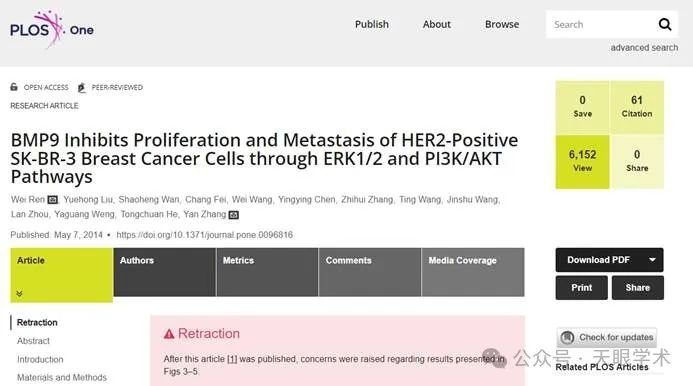 PLOS One
Publish About Browse
Search
advanced search
OPEN ACCESS PEER-REVIEWED
RESEARCH ARTICLE
BMP9 Inhibits Proliferation and Metastasis of HER2-Positive
SK-BR-3 Breast Cancer Cells through ERK1/2 and PI3K/AKT
Pathways
Wei Ren, Yuehong Liu, Shaoheng Wan, Chang Fei, Wei Wang, Yingying Chen, Zhihui Zhang, Ting Wang, Jinshu Wang,
Lan Zhou, Yaguang Weng, Tongchuan He, Yan Zhang
Published: May 7, 2014 • https://doi.org/10.1371/journal.pone.0096816
0 61
Save Citation
6,152 0
View Share
Article Authors Metrics Comments Media Coverage
Download PDF
Print Share
Retraction
Abstract
Introduction
Materials and Methods
Retraction
After this article [1] was published, concerns were raised regarding results presented in
Figs 3–5.
Check for updates
公众号 · 天眼学术
Related PLOS Articles